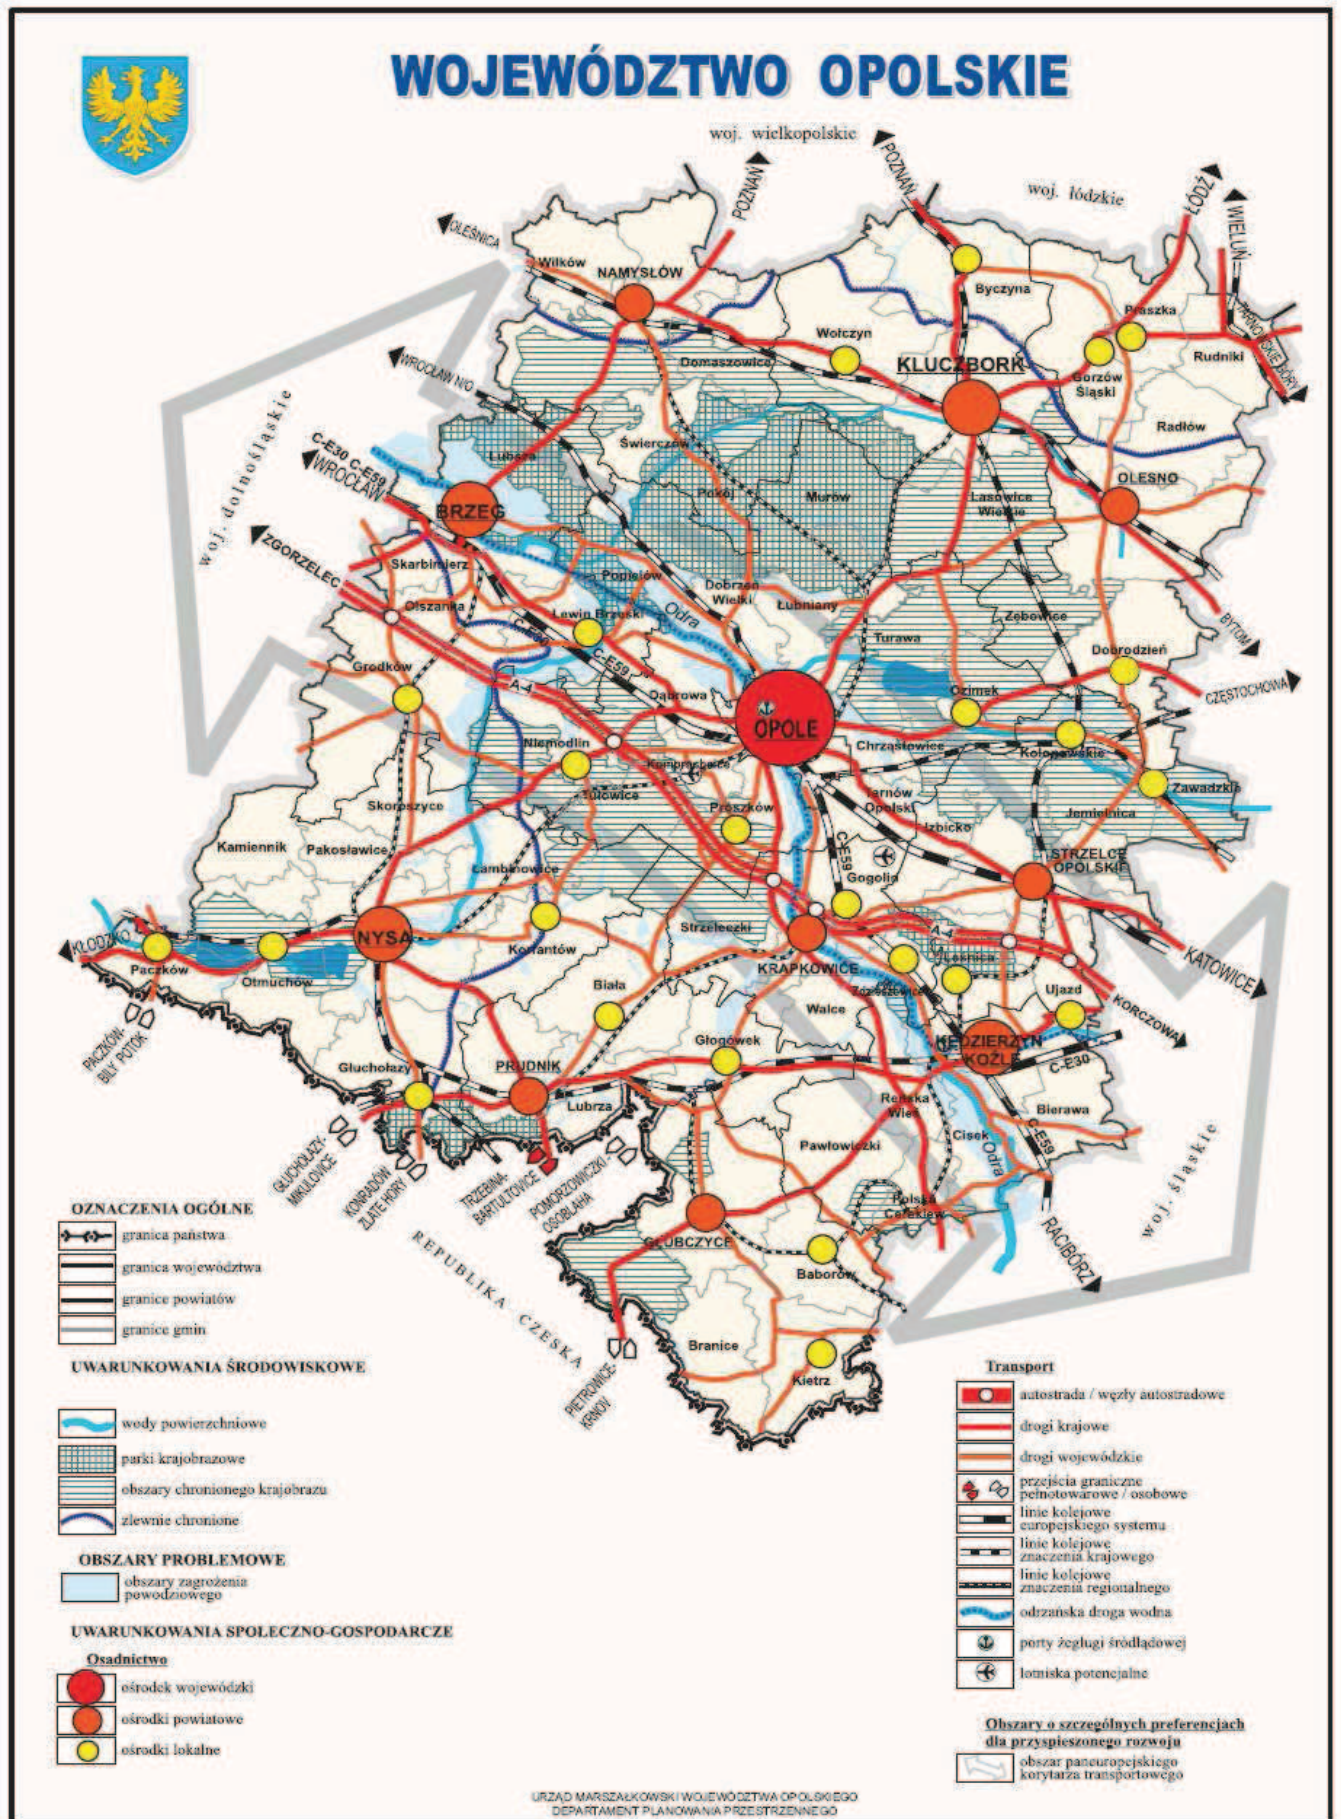 WOJEWÓDZTWO OPOLSKIE
woj. wielkopolskie
woj. łódzkie
POZNAŃ
POZNAŃ
ŁÓDŹ
WIELUŃ
OLEŚNICA
Wilków
NAMYSŁÓW
Byczyna
Praszka
TARNOWSKIE GÓRY
Wołczyn
Rudniki
Domaszowice
KLUCZBORK
Gorzów
Śląski
WROCŁAW N/O
woj. dolnośląskie
Radłów
C-E30 C-E59
WROCŁAW
Lubsza
Świerczów
Pokój
Murów
Lasowice
Wielkie
OLESNO
BRZEG
ZGORZELEC
Skarbimierz
Popielów
Dobrzeń
Wielki
Łubniany
Olszanka
Lewin Brzeski
Odra
C-E30
C-E59
Turawa
Zębowice
BYTOM
Grodków
Dobrodzień
A-4
Dąbrowa
OPOLE
Ozimek
CZĘSTOCHOWA
Niemodlin
Komprachcice
Chrząstowice
Kolonowskie
Tułowice
Zawadzkie
Skoroszyce
Prószków
Tarnów
Opolski
Izbicko
Jemielnica
Kamiennik
Pakosławice
Łambinowice
C-E59
Gogolin
STRZELCE
OPOLSKIE
KŁODZKO
NYSA
Korfantów
Strzeleczki
A-4
Leśnica
KATOWICE
Paczków
Otmuchów
KRAPKOWICE
Zdzieszowice
Ujazd
KORCZOWA
Biała
Walce
PACZKÓW-
BILY POTOK
Głogówek
KĘDZIERZYN
KOŹLE
C-E30
Głuchołazy
PRUDNIK
Lubrza
Reńska
Wieś
Bierawa
GŁUCHOŁAZY-
MIKULOVICE
KONRADÓW
ZLATE HORY
TRZEBINA-
BARTULTOVICE
POMORZOWICZKI-
OSOBLAHA
Pawłowiczki
Cisek
Odra
C-E59
woj. śląskie
Polska
Cerekiew
RACIBÓRZ
REPUBLIKA CZESKA
GŁUBCZYCE
Baborów
Branice
Kietrz
PIETROWICE-
KRNOV
OZNACZENIA OGÓLNE
granica państwa
granica województwa
granice powiatów
granice gmin
UWARUNKOWANIA ŚRODOWISKOWE
wody powierzchniowe
parki krajobrazowe
obszary chronionego krajobrazu
zlewnie chronione
OBSZARY PROBLEMOWE
obszary zagrożenia
powodziowego
UWARUNKOWANIA SPOŁECZNO-GOSPODARCZE
Osadnictwo
ośrodek wojewódzki
ośrodki powiatowe
ośrodki lokalne
Transport
autostrada / węzły autostradowe
drogi krajowe
drogi wojewódzkie
przejścia graniczne
pełnotowarowe / osobowe
linie kolejowe
europejskiego systemu
linie kolejowe
znaczenia krajowego
linie kolejowe
znaczenia regionalnego
odrzańska droga wodna
porty żeglugi śródlądowej
lotniska potencjalne
Obszary o szczególnych preferencjach
dla przyspieszonego rozwoju
obszar paneuropejskiego
korytarza transportowego
URZĄD MARSZAŁKOWSKI WOJEWÓDZTWA OPOLSKIEGO
DEPARTAMENT PLANOWANIA PRZESTRZENNEGO